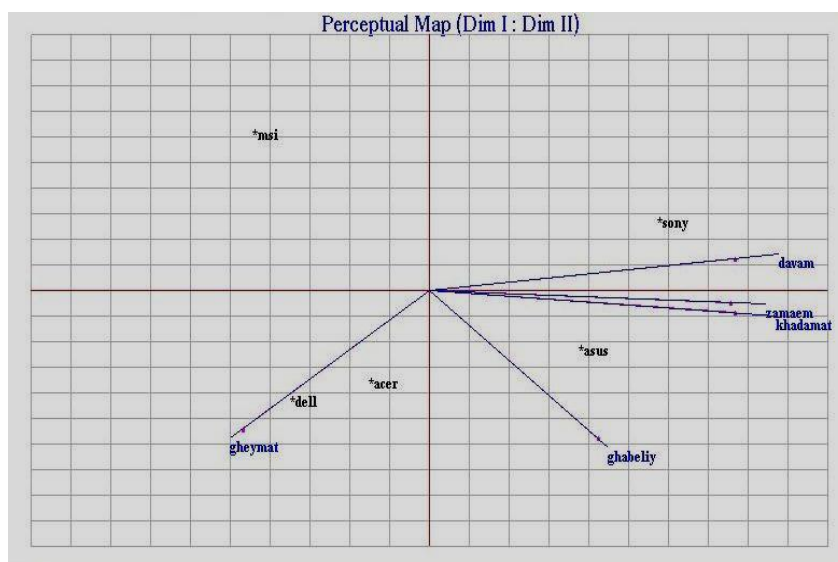 Perceptual Map (Dim I : Dim II)
*msi
*sony
davam
zamaem
khadamat
*asus
*acer
*dell
gheymat
ghabeliy